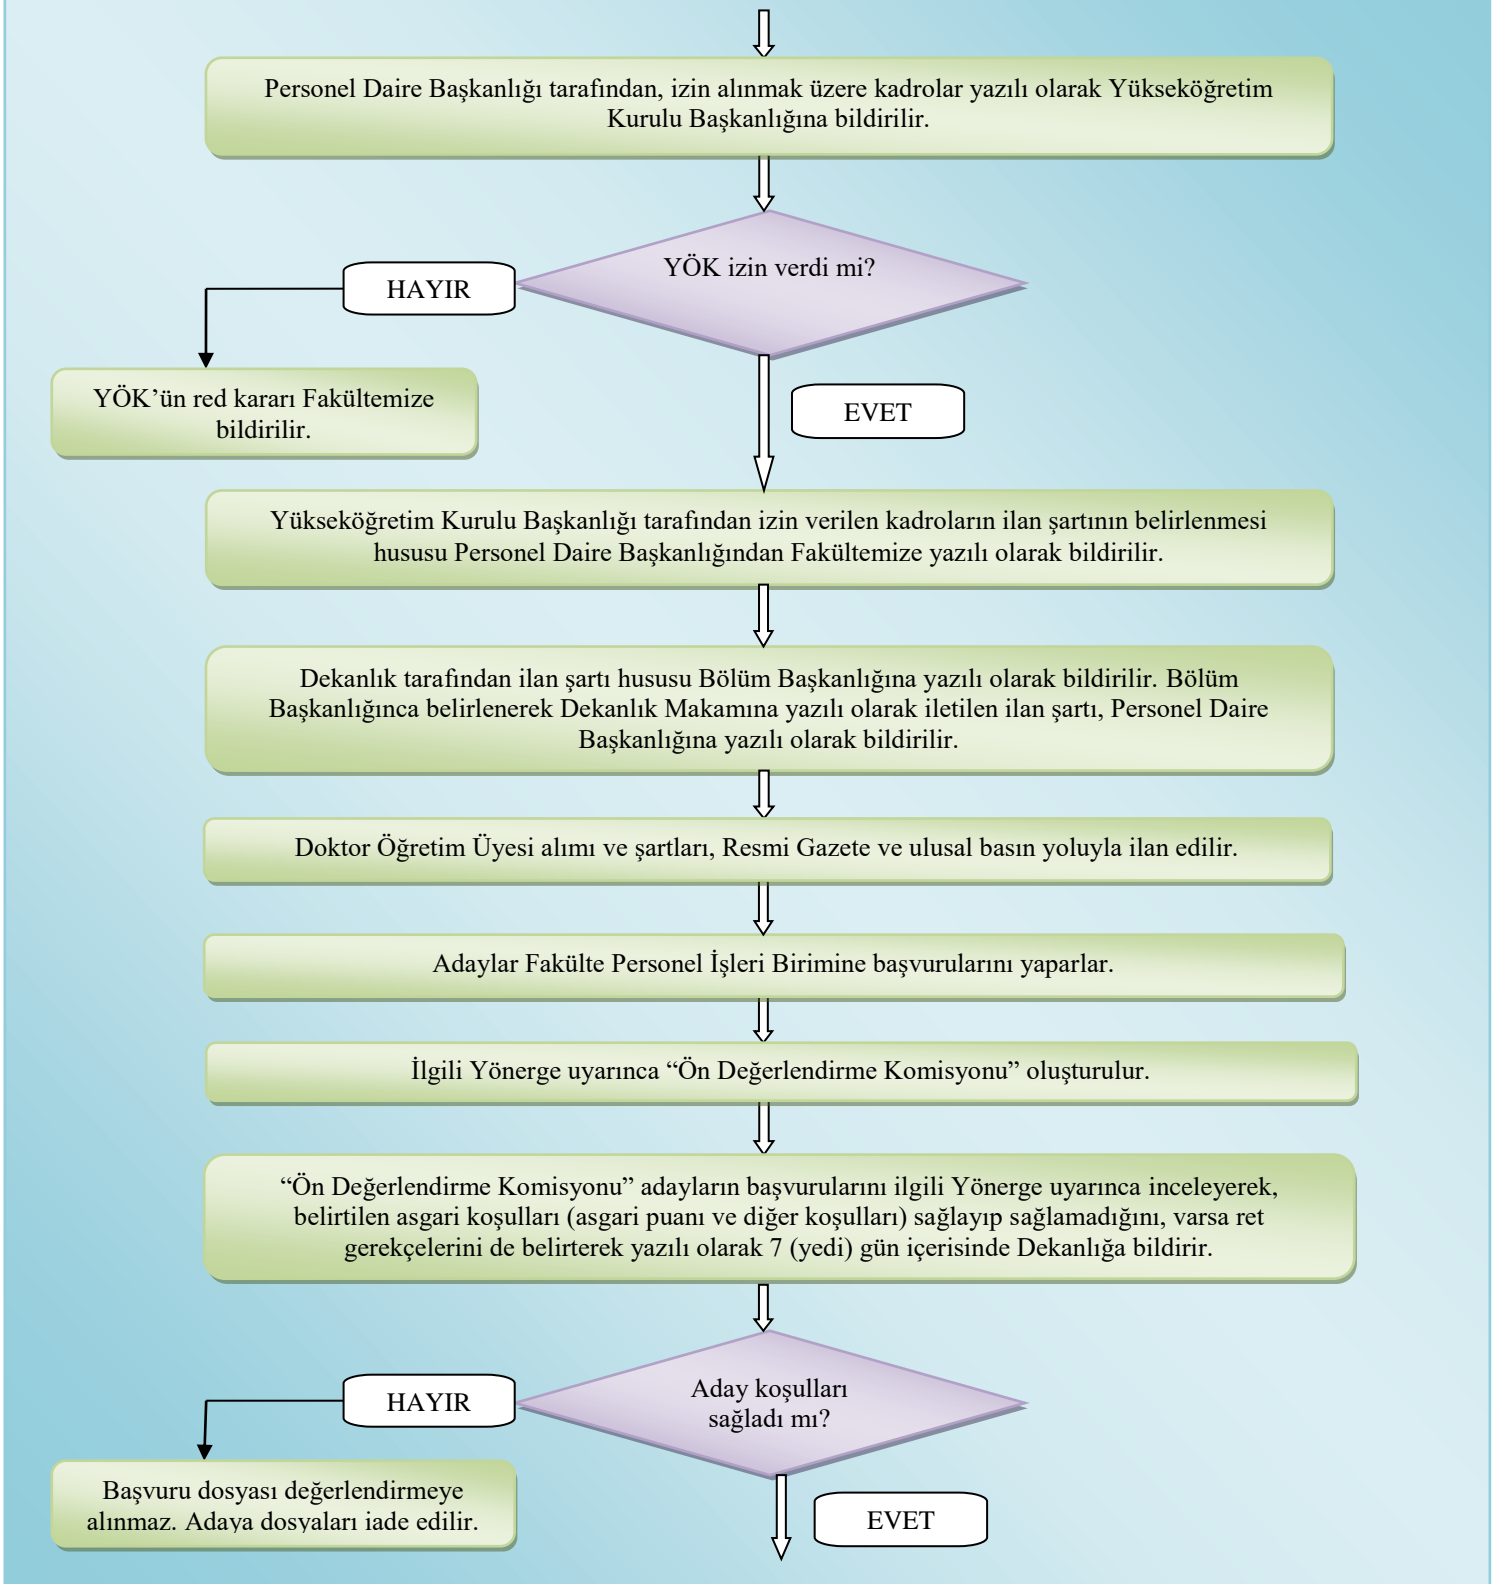 Personel Daire Başkanlığı tarafından, izin alınmak üzere kadrolar yazılı olarak Yükseköğretim
Kurulu Başkanlığına bildirilir.
YÖK izin verdi mi?
HAYIR
YÖK’ün red kararı Fakültemize
bildirilir.
EVET
Yükseköğretim Kurulu Başkanlığı tarafından izin verilen kadroların ilan şartının belirlenmesi
hususu Personel Daire Başkanlığından Fakültemize yazılı olarak bildirilir.
Dekanlık tarafından ilan şartı hususu Bölüm Başkanlığına yazılı olarak bildirilir. Bölüm
Başkanlığınca belirlenerek Dekanlık Makamına yazılı olarak iletilen ilan şartı, Personel Daire
Başkanlığına yazılı olarak bildirilir.
Doktor Öğretim Üyesi alımı ve şartları, Resmi Gazete ve ulusal basın yoluyla ilan edilir.
Adaylar Fakülte Personel İşleri Birimine başvurularını yaparlar.
İlgili Yönerge uyarınca “Ön Değerlendirme Komisyonu” oluşturulur.
“Ön Değerlendirme Komisyonu” adayların başvurularını ilgili Yönerge uyarınca inceleyerek,
belirtilen asgari koşulları (asgari puanı ve diğer koşulları) sağlayıp sağlamadığını, varsa ret
gerekçelerini de belirterek yazılı olarak 7 (yedi) gün içerisinde Dekanlığa bildirir.
Aday koşulları
sağladı mı?
HAYIR
Başvuru dosyası değerlendirmeye
alınmaz. Adaya dosyaları iade edilir.
EVET